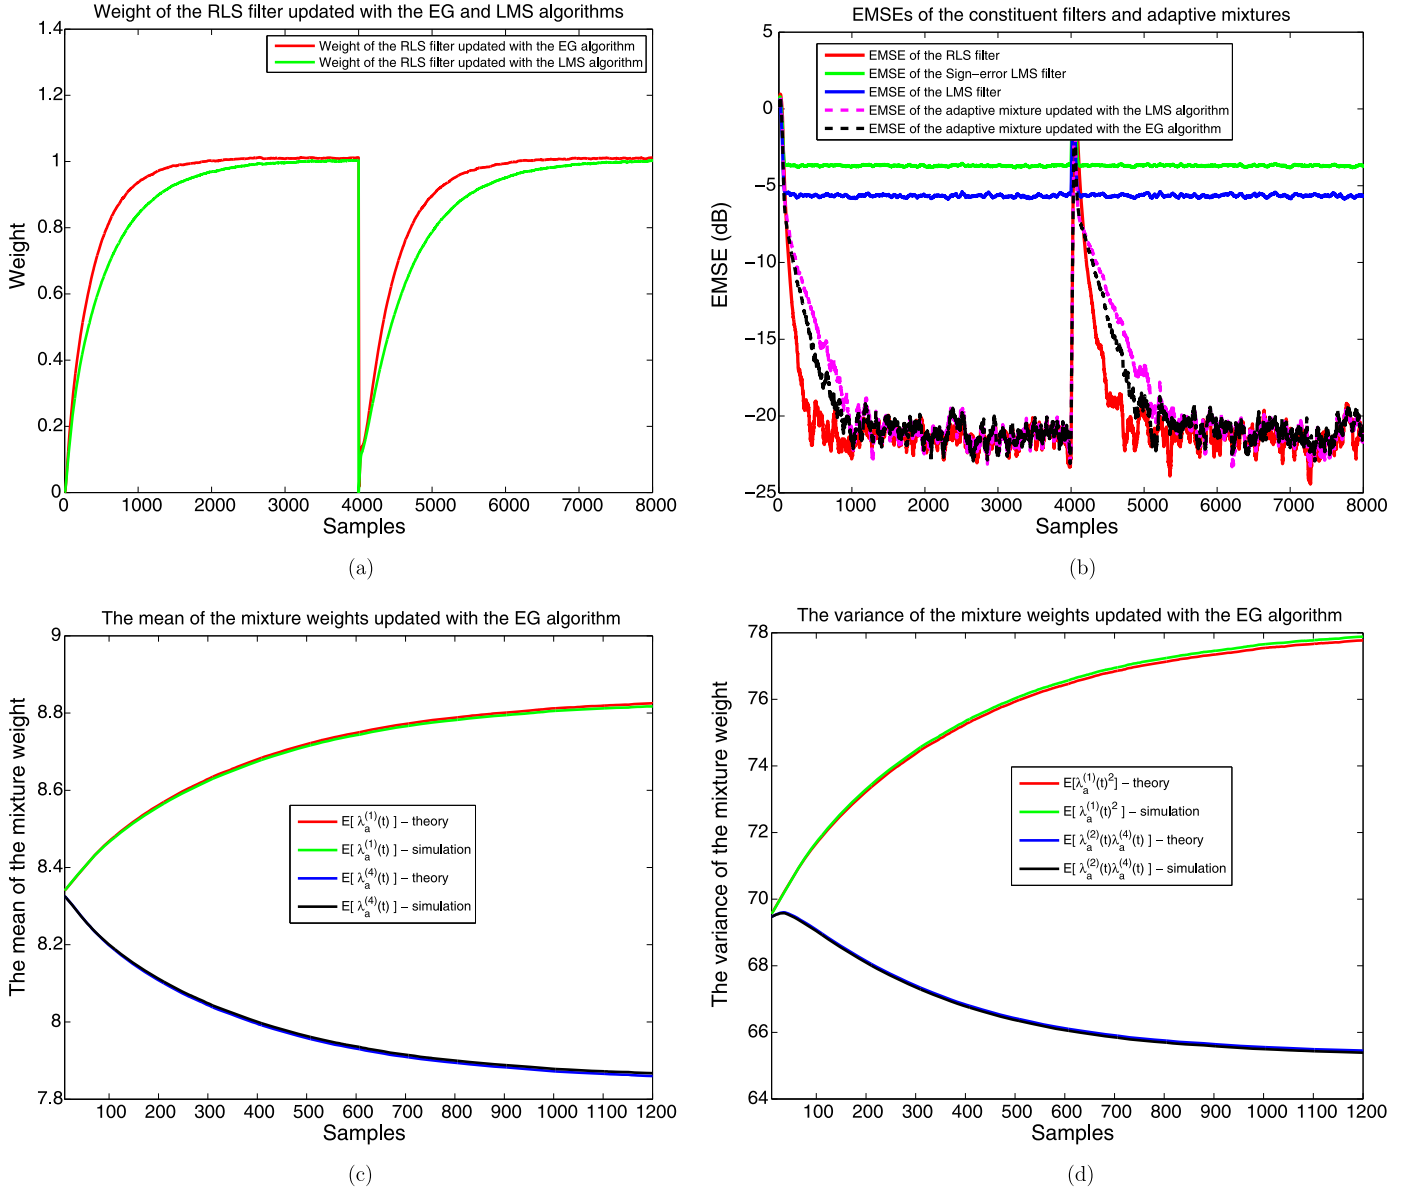 Weight of the RLS filter updated with the EG and LMS algorithms
1.4
1.2
1
0.8
0.6
0.4
0.2
0
Weight
Weight of the RLS filter updated with the EG algorithm
Weight of the RLS filter updated with the LMS algorithm
0 1000 2000 3000 4000 5000 6000 7000 8000
Samples
(a)
EMSEs of the constituent filters and adaptive mixtures
5
0
−5
−10
−15
−20
−25
EMSE (dB)
EMSE of the RLS filter
EMSE of the Sign−error LMS filter
EMSE of the LMS filter
EMSE of the adaptive mixture updated with the LMS algorithm
EMSE of the adaptive mixture updated with the EG algorithm
0 1000 2000 3000 4000 5000 6000 7000 8000
Samples
(b)
The mean of the mixture weights updated with the EG algorithm
9
8.8
8.6
8.4
8.2
8
7.8
The mean of the mixture weight
E[ λa(1)(t) ] − theory
E[ λa(1)(t) ] − simulation
E[ λa(4)(t) ] − theory
E[ λa(4)(t) ] − simulation
100 200 300 400 500 600 700 800 900 1000 1100 1200
Samples
(c)
The variance of the mixture weights updated with the EG algorithm
78
76
74
72
70
68
66
64
The variance of the mixture weight
E[λa(1)(t)2] − theory
E[ λa(1)(t)2 ] − simulation
E[ λa(2)(t)λa(4)(t) ] − theory
E[ λa(2)(t)λa(4)(t) ] − simulation
100 200 300 400 500 600 700 800 900 1000 1100 1200
Samples
(d)